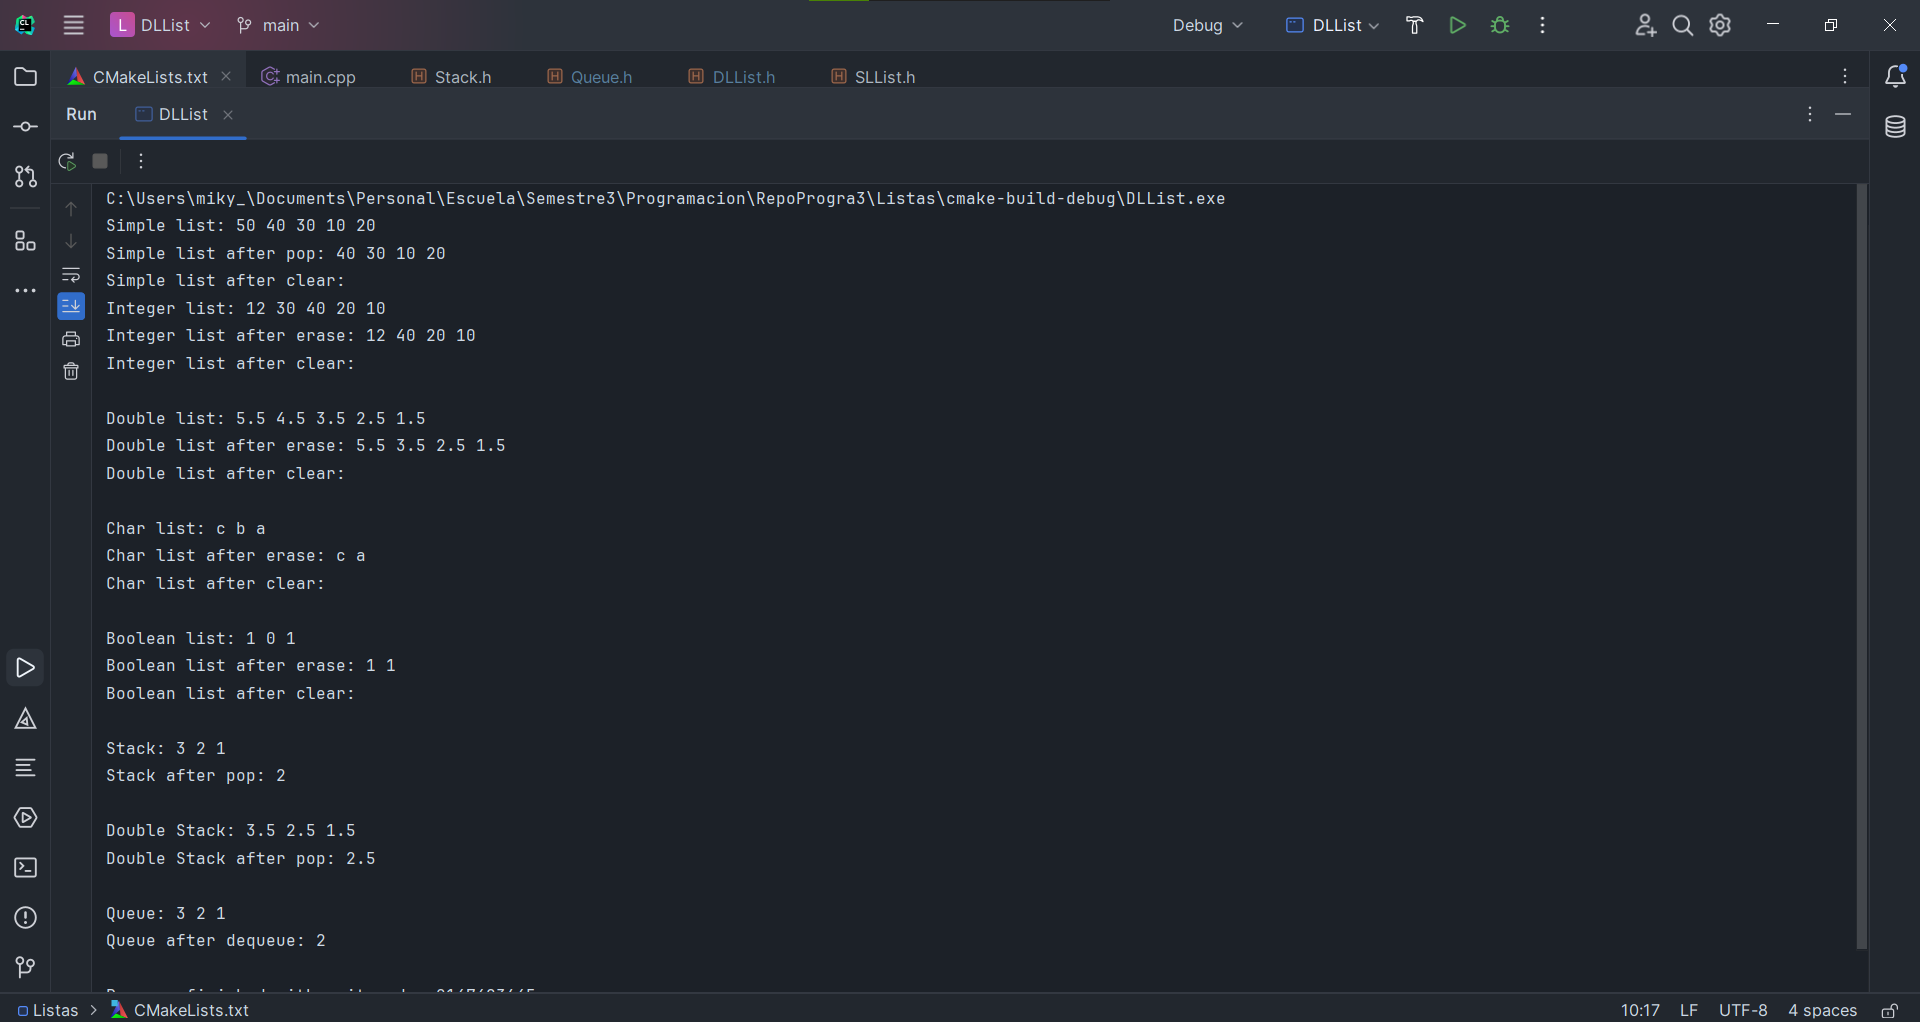 L DLList main Debug DLList
CMakeLists.txt main.cpp Stack.h Queue.h DLList.h SLList.h
Run DLList
C:\Users\miky_\Documents\Personal\Escuela\Semestre3\Programacion\RepoProgra3\Listas\cmake-build-debug\DLList.exe
Simple list: 50 40 30 10 20
Simple list after pop: 40 30 10 20
Simple list after clear:
Integer list: 12 30 40 20 10
Integer list after erase: 12 40 20 10
Integer list after clear:
Double list: 5.5 4.5 3.5 2.5 1.5
Double list after erase: 5.5 3.5 2.5 1.5
Double list after clear:
Char list: c b a
Char list after erase: c a
Char list after clear:
Boolean list: 1 0 1
Boolean list after erase: 1 1
Boolean list after clear:
Stack: 3 2 1
Stack after pop: 2
Double Stack: 3.5 2.5 1.5
Double Stack after pop: 2.5
Queue: 3 2 1
Queue after dequeue: 2
Listas > CMakeLists.txt 10:17 LF UTF-8 4 spaces